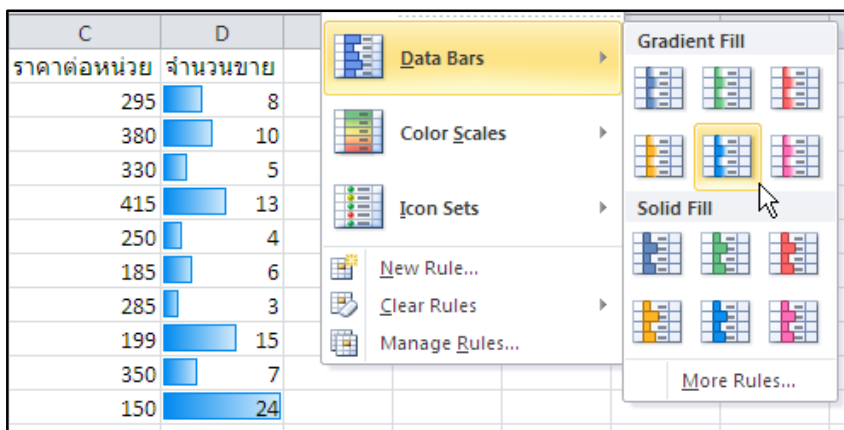 C D
ราคาต่อหน่วย จำนวนขาย
295 8
380 10
330 5
415 13
250 4
185 6
285 3
199 15
350 7
150 24
Data Bars
Color Scales
Icon Sets
New Rule...
Clear Rules
Manage Rules...
Gradient Fill
Solid Fill
More Rules...